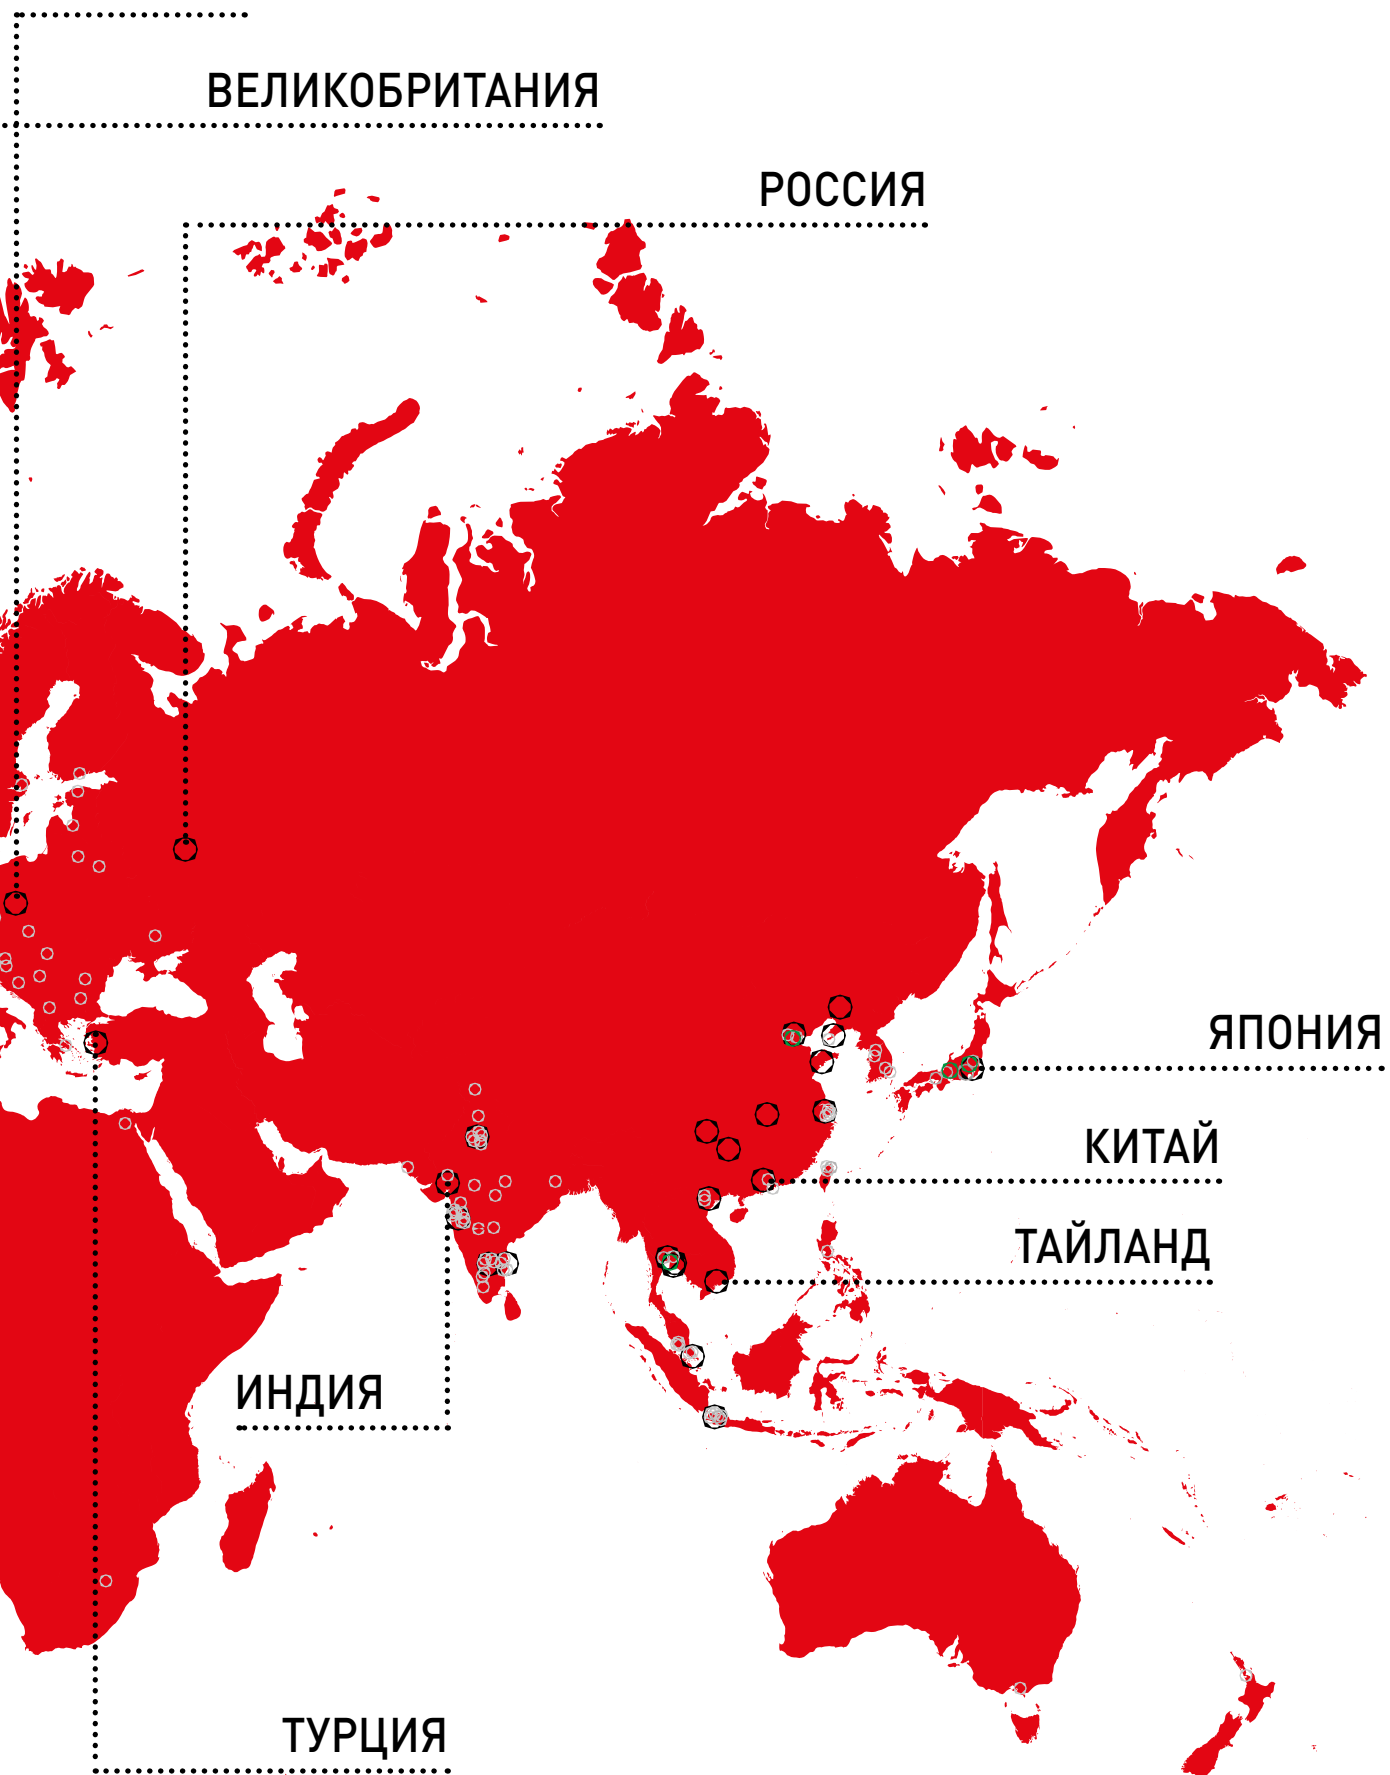 ВЕЛИКОБРИТАНИЯ
РОССИЯ
ЯПОНИЯ
КИТАЙ
ТАЙЛАНД
ИНДИЯ
ТУРЦИЯ